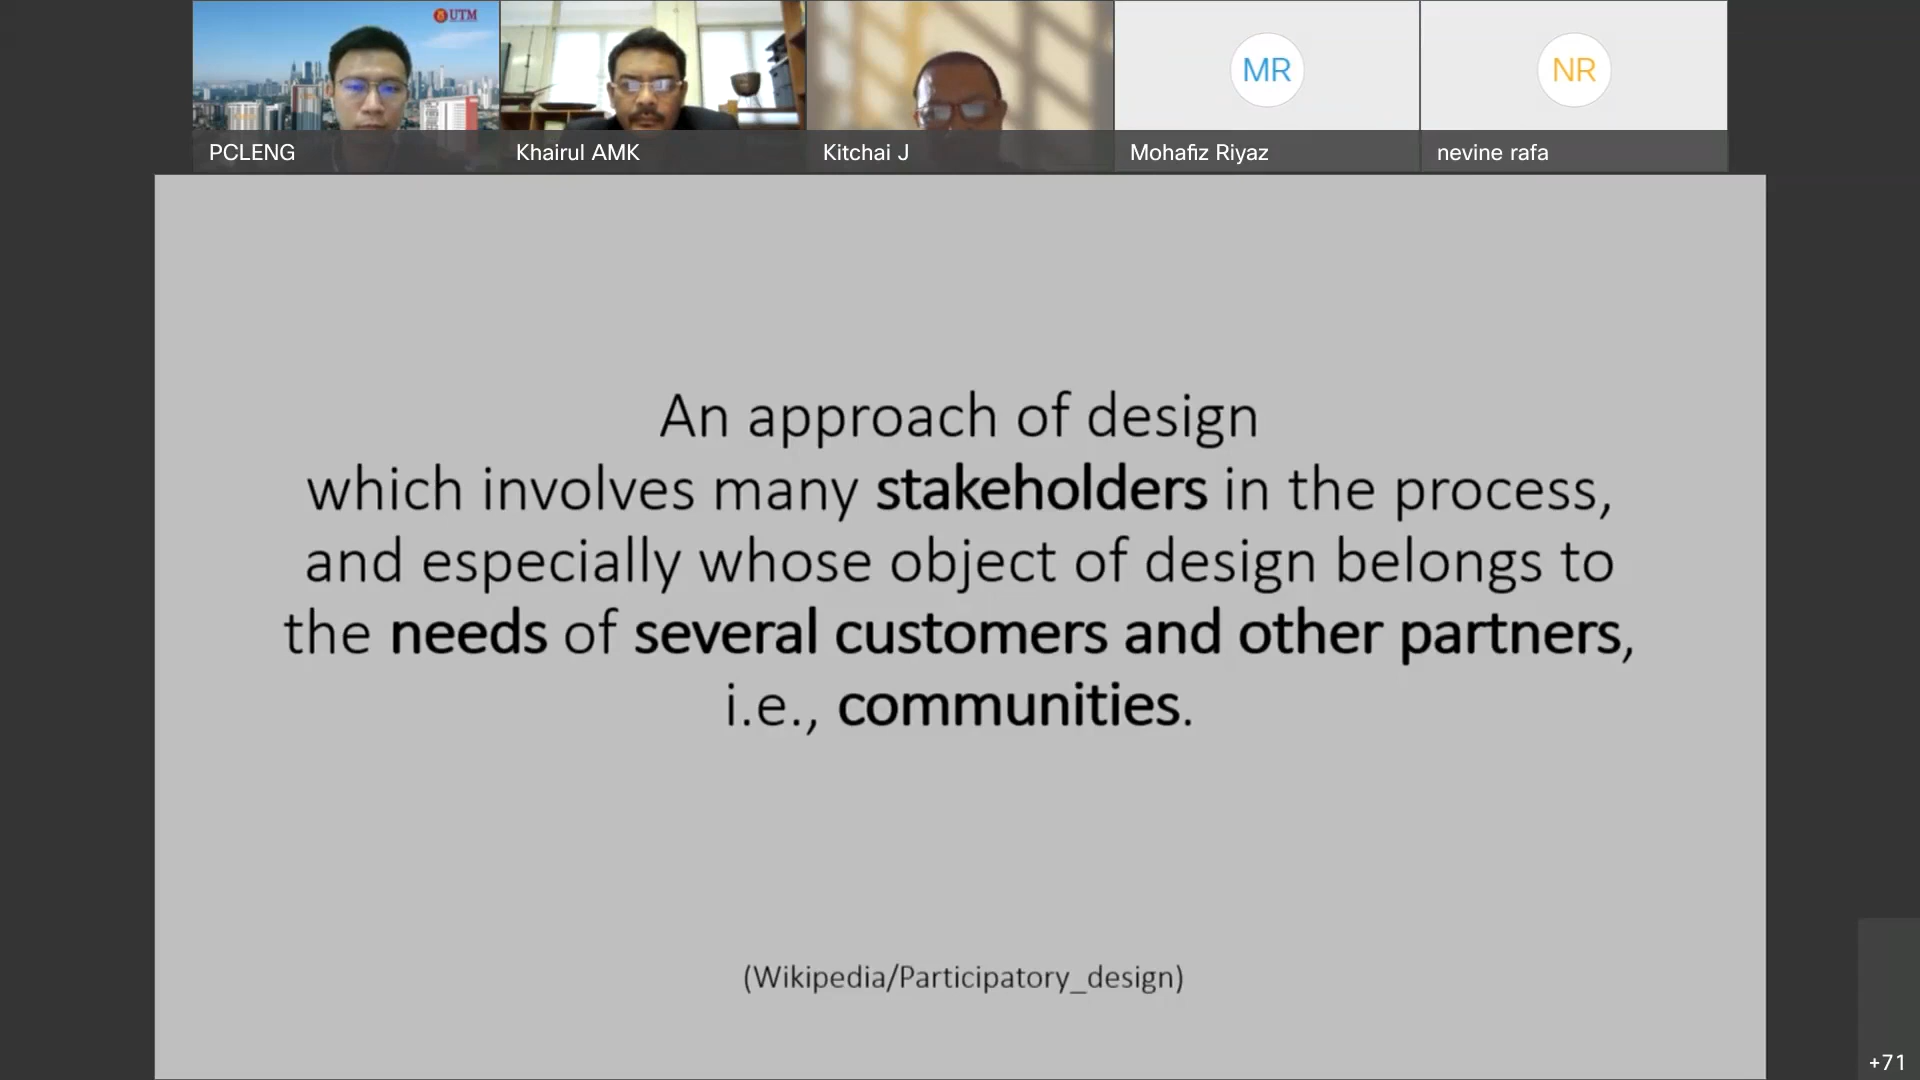 UTM
PCLENG
Khairul AMK
Kitchai J
MR
Mohafiz Riyaz
NR
nevine rafa
An approach of design
which involves many stakeholders in the process,
and especially whose object of design belongs to
the needs of several customers and other partners,
i.e., communities.
(Wikipedia/Participatory_design)
+71